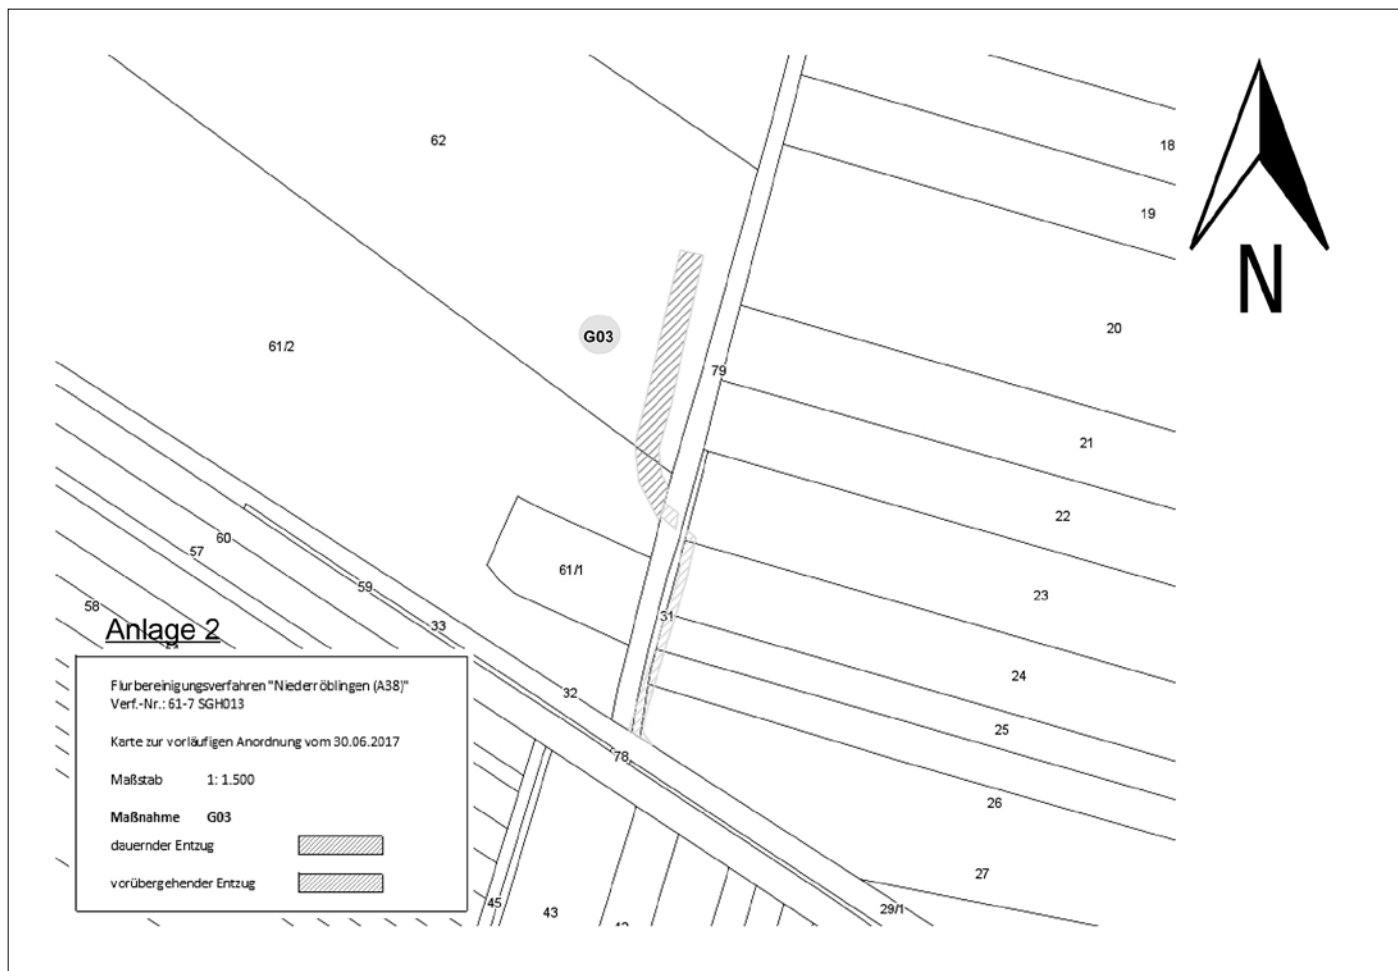 62
18
19
N
20
G03
61/2
79
21
22
61/1
60
57
59
58
33
31
23
24
32
25
78
26
27
29/1
45
43
Anlage 2
Flurbereinigungsverfahren "Niederröblingen (A38)"
Verf.-Nr.: 61-7 SGH013
Karte zur vorläufigen Anordnung vom 30.06.2017
Maßstab 1: 1.500
Maßnahme G03
dauernder Entzug
vorübergehender Entzug